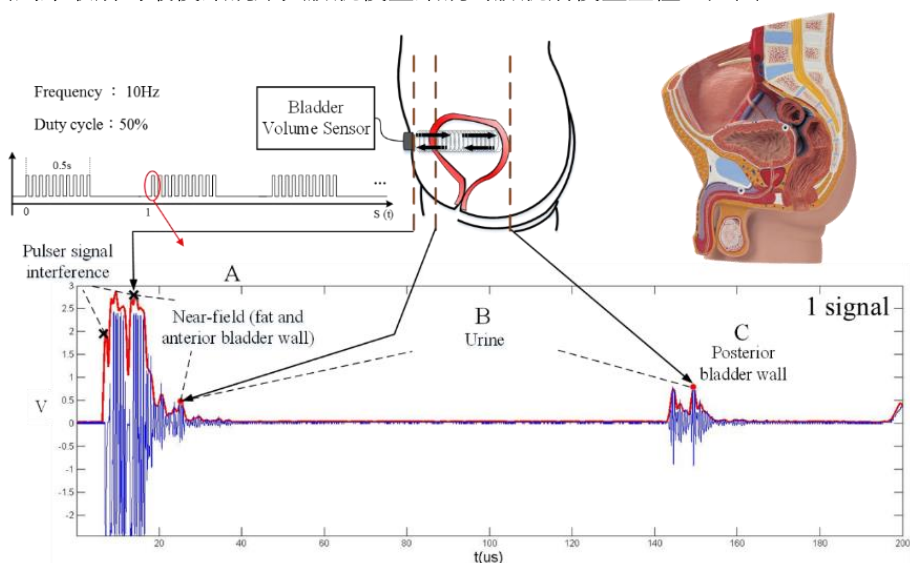 Frequency：10Hz
Duty cycle：50%
Bladder
Volume Sensor
0.5s
...
0
1
S (t)
Pulser signal
interference
A
Near-field (fat and
anterior bladder wall)
B
Urine
C
Posterior
bladder wall
1 signal
V
3
2.5
2
1.5
1
0.5
0
-0.5
-1
-1.5
-2
20
40
60
80
100
120
140
160
180
200
t(us)